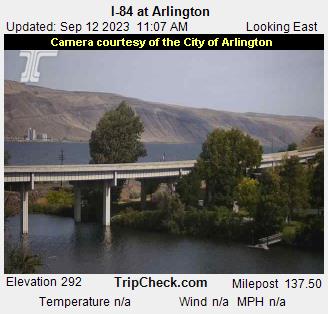 I-84 at Arlington
Updated: Sep 12 2023 11:07 AM Looking East
Camera courtesy of the City of Arlington
Elevation 292 TripCheck.com Milepost 137.50
Temperature n/a Wind n/a MPH n/a